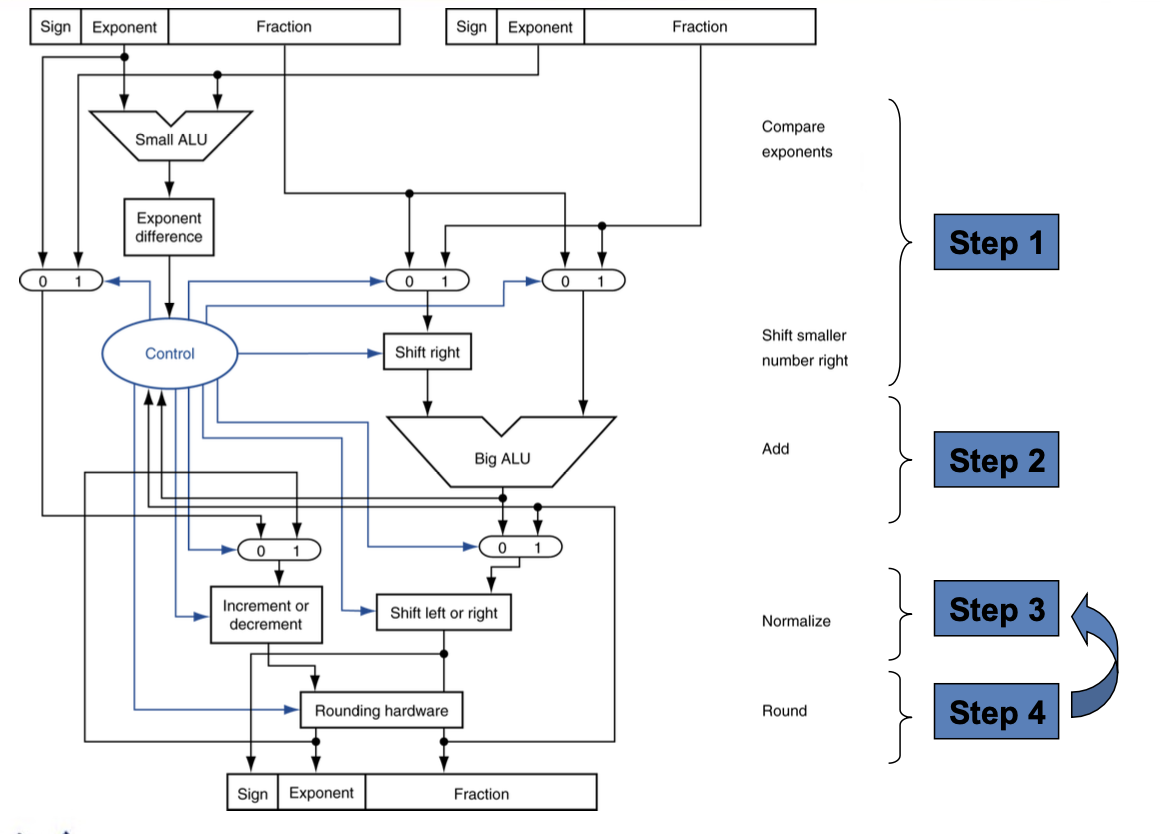 Sign Exponent Fraction
Sign Exponent Fraction
Small ALU
Compare
exponents
Exponent
difference
Step 1
0 1
0 1
0 1
Control
Shift right
Shift smaller
number right
Big ALU
Add
Step 2
0 1
0 1
Increment or
decrement
Shift left or right
Normalize
Step 3
Rounding hardware
Round
Step 4
Sign Exponent Fraction